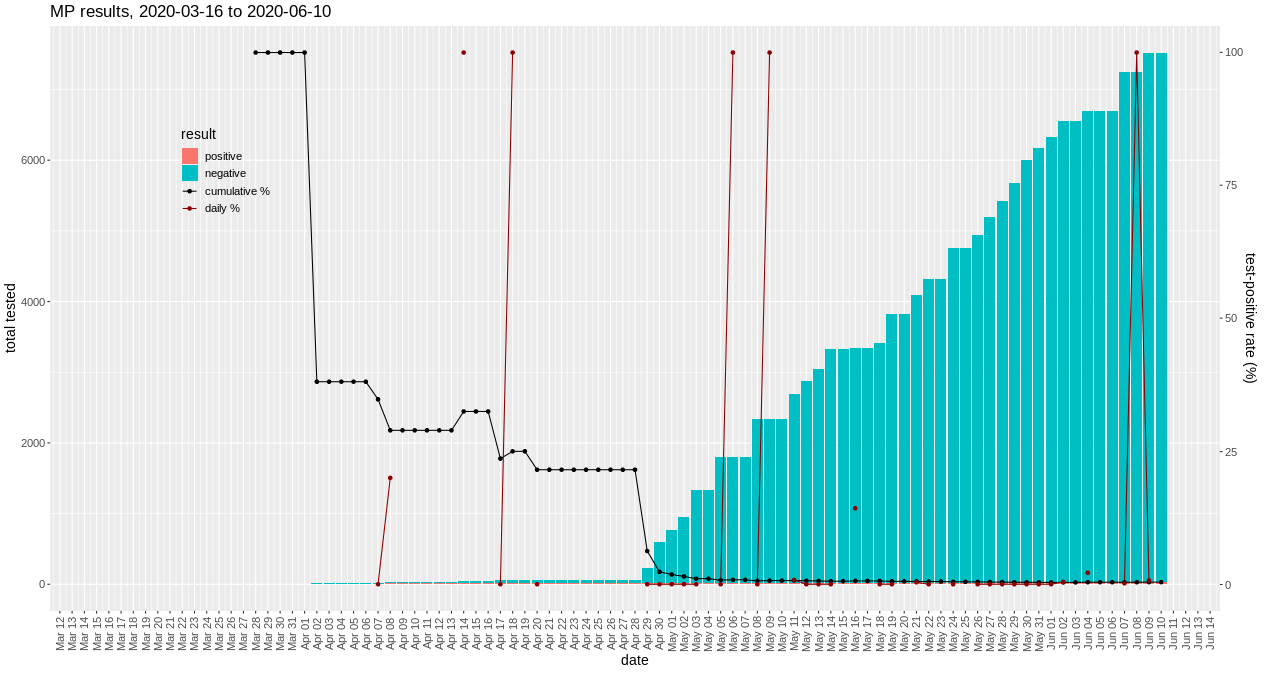 MP results, 2020-03-16 to 2020-06-10
result
positive
negative
cumulative %
daily %
total tested
6000
4000
2000
0
test-positive rate (%)
100
75
50
25
0
Mar 12
Mar 13
Mar 14
Mar 15
Mar 16
Mar 17
Mar 18
Mar 19
Mar 20
Mar 21
Mar 22
Mar 23
Mar 24
Mar 25
Mar 26
Mar 27
Mar 28
Mar 29
Mar 30
Mar 31
Apr 01
Apr 02
Apr 03
Apr 04
Apr 05
Apr 06
Apr 07
Apr 08
Apr 09
Apr 10
Apr 11
Apr 12
Apr 13
Apr 14
Apr 15
Apr 16
Apr 17
Apr 18
Apr 19
Apr 20
Apr 21
Apr 22
Apr 23
Apr 24
Apr 25
Apr 26
Apr 27
Apr 28
Apr 29
Apr 30
May 01
May 02
May 03
May 04
May 05
May 06
May 07
May 08
May 09
May 10
May 11
May 12
May 13
May 14
May 15
May 16
May 17
May 18
May 19
May 20
May 21
May 22
May 23
May 24
May 25
May 26
May 27
May 28
May 29
May 30
May 31
Jun 01
Jun 02
Jun 03
Jun 04
Jun 05
Jun 06
Jun 07
Jun 08
Jun 09
Jun 10
Jun 11
Jun 12
Jun 13
Jun 14
date